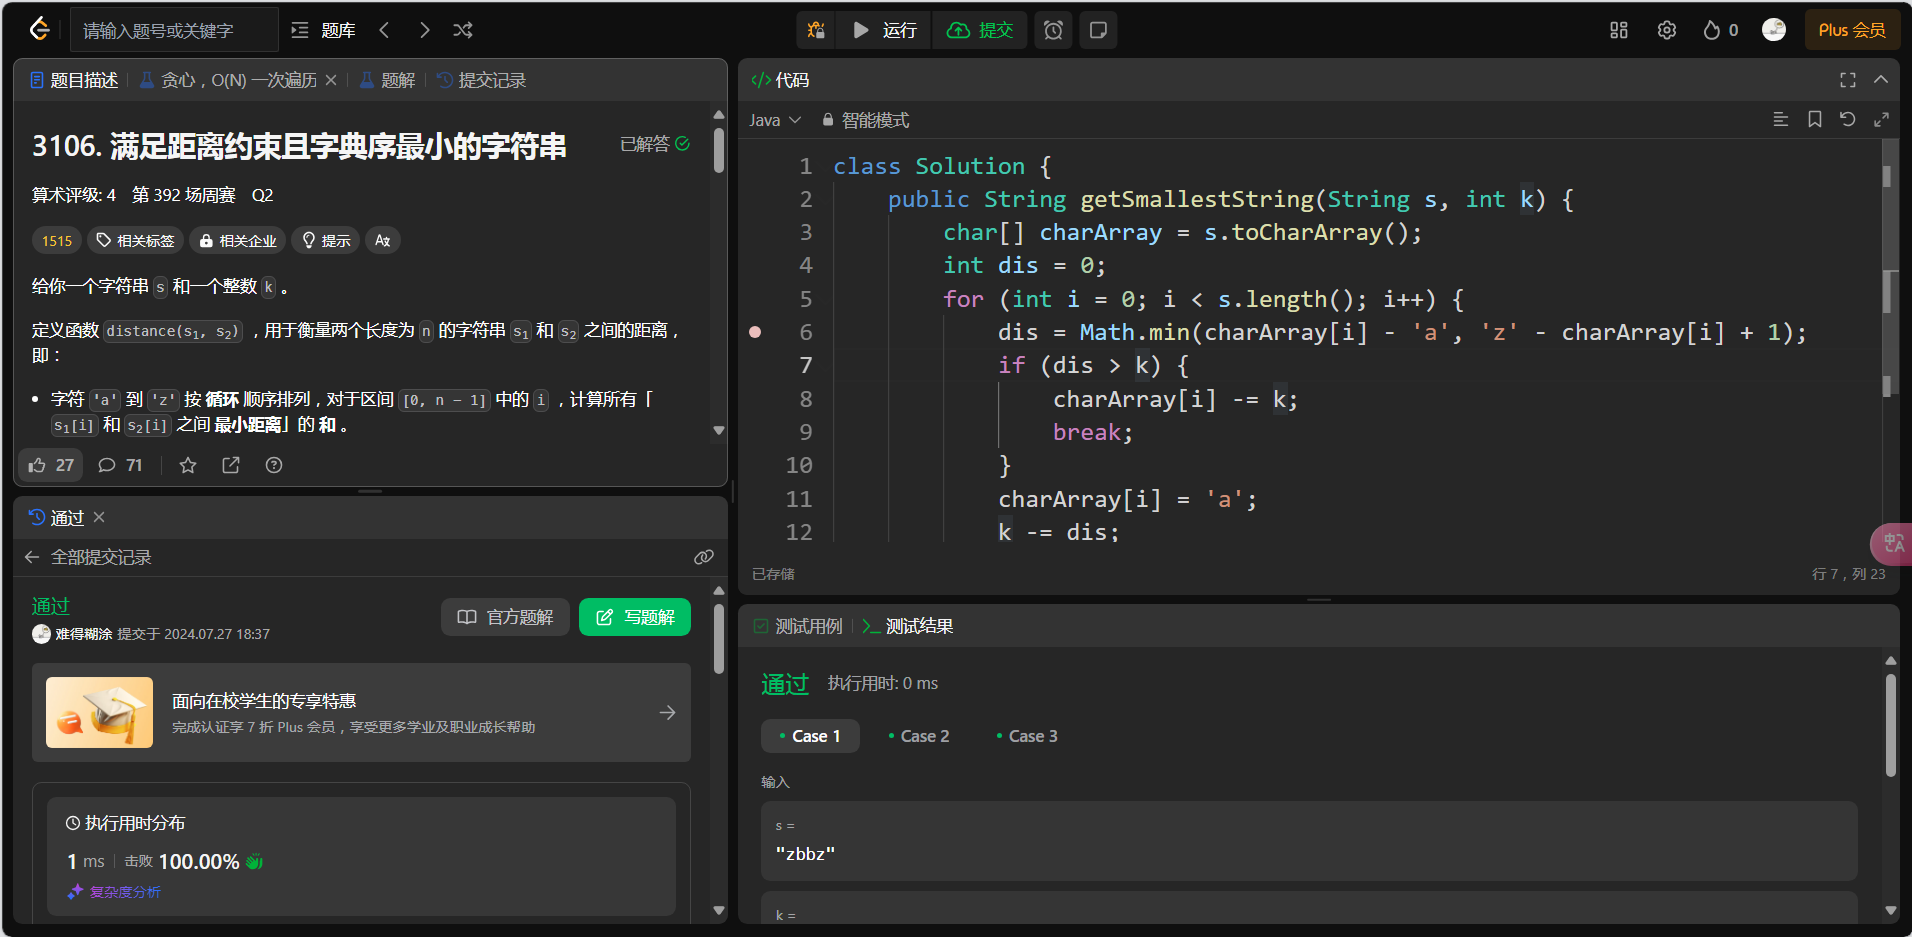 请输入题号或关键字
题库
运行
提交
0
Plus 会员
题目描述
贪心，O(N) 一次遍历
题解
提交记录
3106. 满足距离约束且字典序最小的字符串
已解答
算术评级: 4 第 392 场周赛 Q2
1515
相关标签
相关企业
提示
给你一个字符串 s 和一个整数 k 。
定义函数 distance(s₁, s₂) ，用于衡量两个长度为 n 的字符串 s₁ 和 s₂ 之间的距离，
即：
字符 'a' 到 'z' 按 循环 顺序排列，对于区间 [0, n - 1] 中的 i ，计算所有「
s₁[i] 和 s₂[i] 之间 最小距离」的 和 。
27
71
通过
全部提交记录
通过
难得糊涂 提交于 2024.07.27 18:37
官方题解
写题解
面向在校学生的专享特惠
完成认证享 7 折 Plus 会员，享受更多学业及职业成长帮助
执行用时分布
1 ms
击败 100.00%
复杂度分析
</> 代码
Java
智能模式
1 class Solution {
2 public String getSmallestString(String s, int k) {
3 char[] charArray = s.toCharArray();
4 int dis = 0;
5 for (int i = 0; i < s.length(); i++) {
6 dis = Math.min(charArray[i] - 'a', 'z' - charArray[i] + 1);
7 if (dis > k) {
8 charArray[i] -= k;
9 break;
10 }
11 charArray[i] = 'a';
12 k -= dis;
已存储
行 7，列 23
测试用例
测试结果
通过
执行用时: 0 ms
Case 1
Case 2
Case 3
输入
s =
"zbbz"
k =